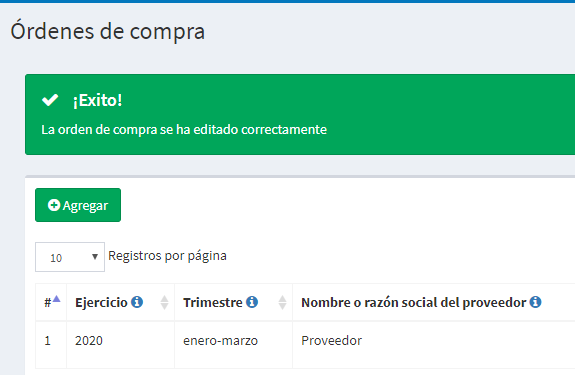 Órdenes de compra
¡Exito!
La orden de compra se ha editado correctamente
Agregar
10 Registros por página
# Ejercicio Trimestre Nombre o razón social del proveedor
1 2020 enero-marzo Proveedor